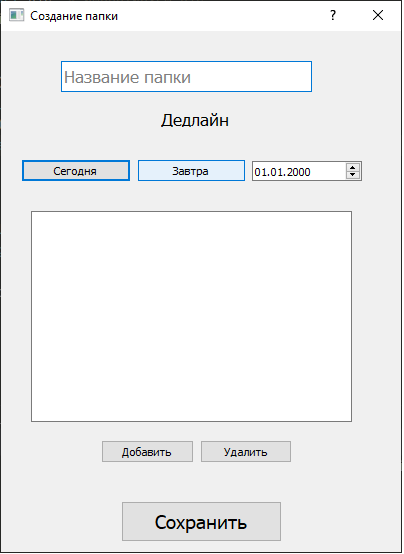 Создание папки
Название папки
Дедлайн
Сегодня Завтра 01.01.2000
Добавить Удалить
Сохранить